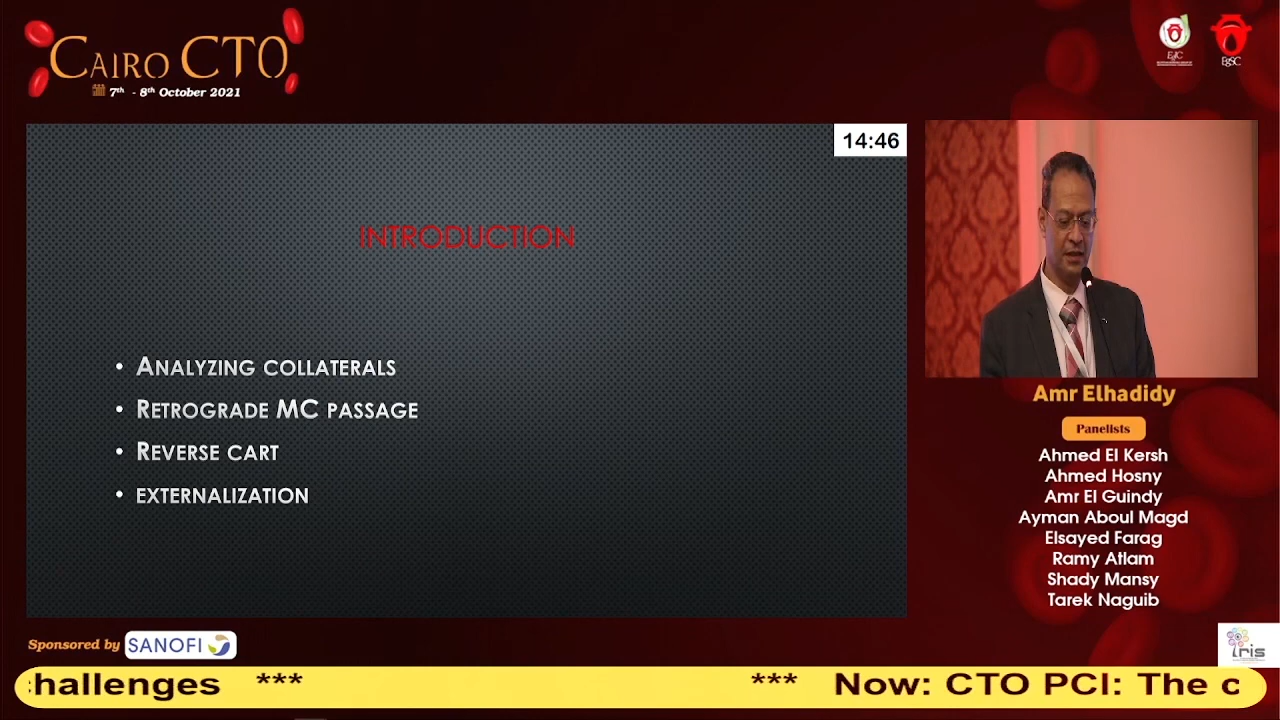 CAIRO CTO
7th - 8th October 2021
EgSC
14:46
INTRODUCTION
• ANALYZING COLLATERALS
• RETROGRADE MC PASSAGE
• REVERSE CART
• EXTERNALIZATION
Amr Elhadidy
Panelists
Ahmed El Kersh
Ahmed Hosny
Amr El Guindy
Ayman Aboul Magd
Elsayed Farag
Ramy Atlam
Shady Mansy
Tarek Naguib
Sponsored by SANOFI
iris
hallenges *** *** Now: CTO PCI: The c